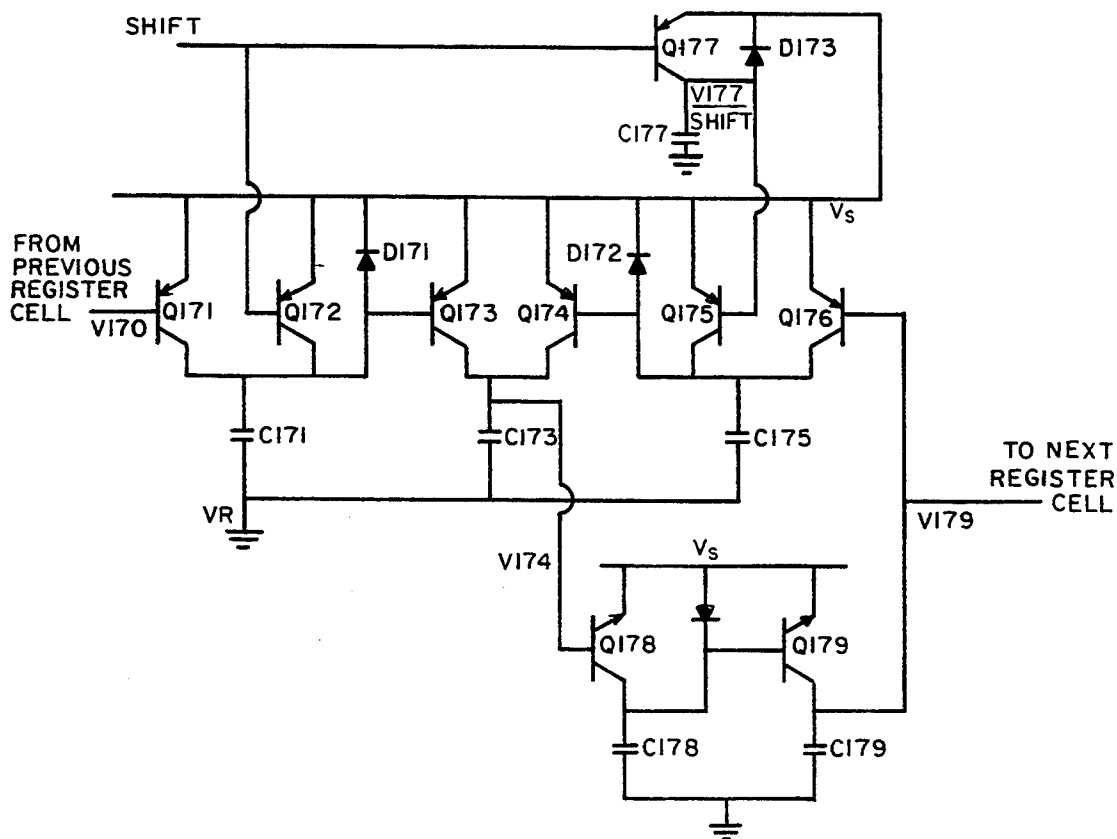 SHIFT
Q177
D173
V177
SHIFT
C177
VS
FROM
PREVIOUS
REGISTER
CELL
V170
Q171
Q172
D171
Q173
Q174
D172
Q175
Q176
C171
C173
C175
TO NEXT
REGISTER
CELL
VR
V174
V179
VS
Q178
Q179
C178
C179